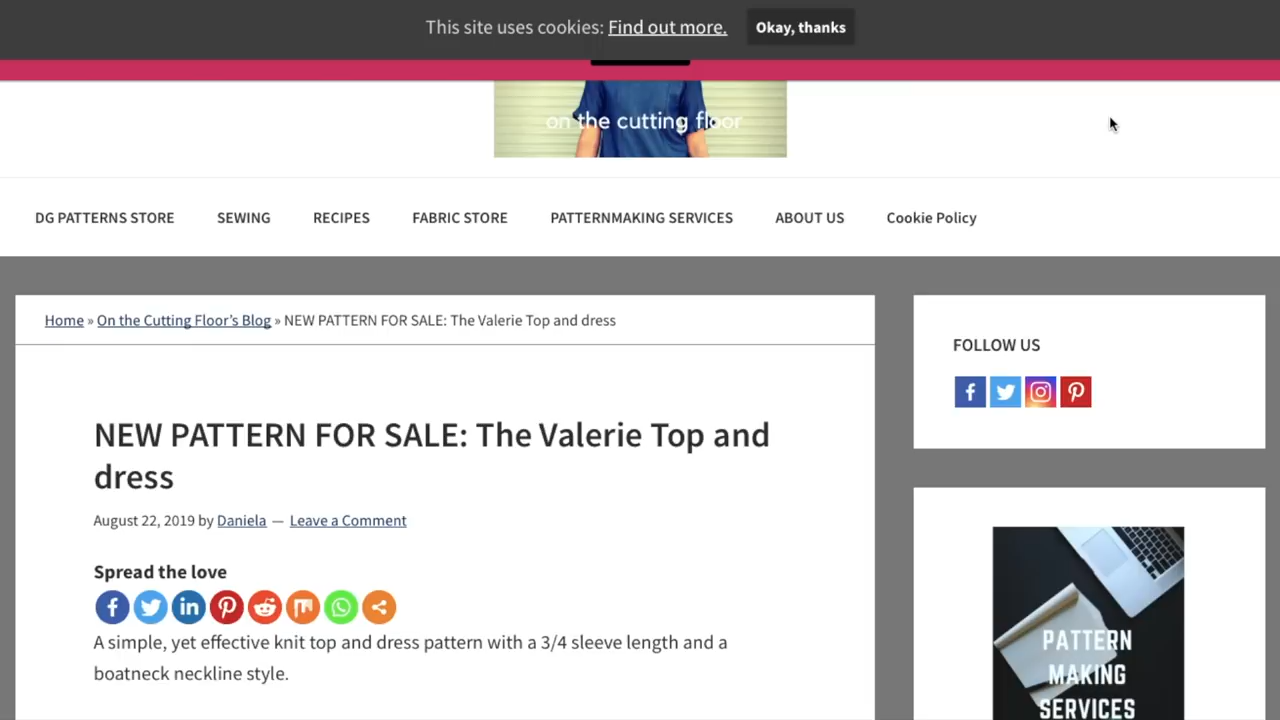 This site uses cookies: Find out more. Okay, thanks
on the cutting floor
DG PATTERNS STORE SEWING RECIPES FABRIC STORE PATTERNMAKING SERVICES ABOUT US Cookie Policy
Home » On the Cutting Floor’s Blog » NEW PATTERN FOR SALE: The Valerie Top and dress
NEW PATTERN FOR SALE: The Valerie Top and
dress
August 22, 2019 by Daniela — Leave a Comment
Spread the love
A simple, yet effective knit top and dress pattern with a 3/4 sleeve length and a
boatneck neckline style.
FOLLOW US
PATTERN
MAKING
SERVICES